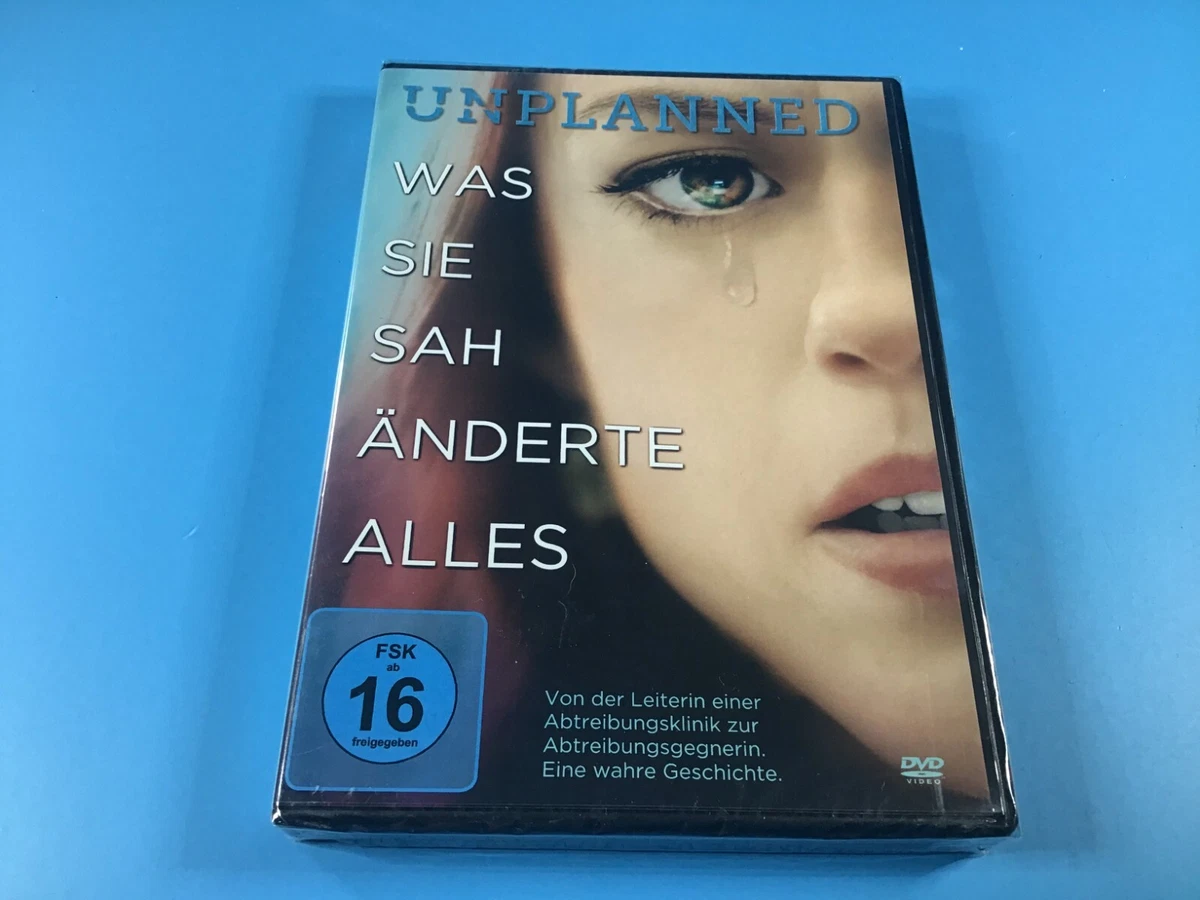 UNPLANNED
WAS
SIE
SAH
ÄNDERTE
ALLES
FSK
ab
16
freigegeben
Von der Leiterin einer
Abtreibungsklinik zur
Abtreibungsgegnerin.
Eine wahre Geschichte.
DVD
VIDEO